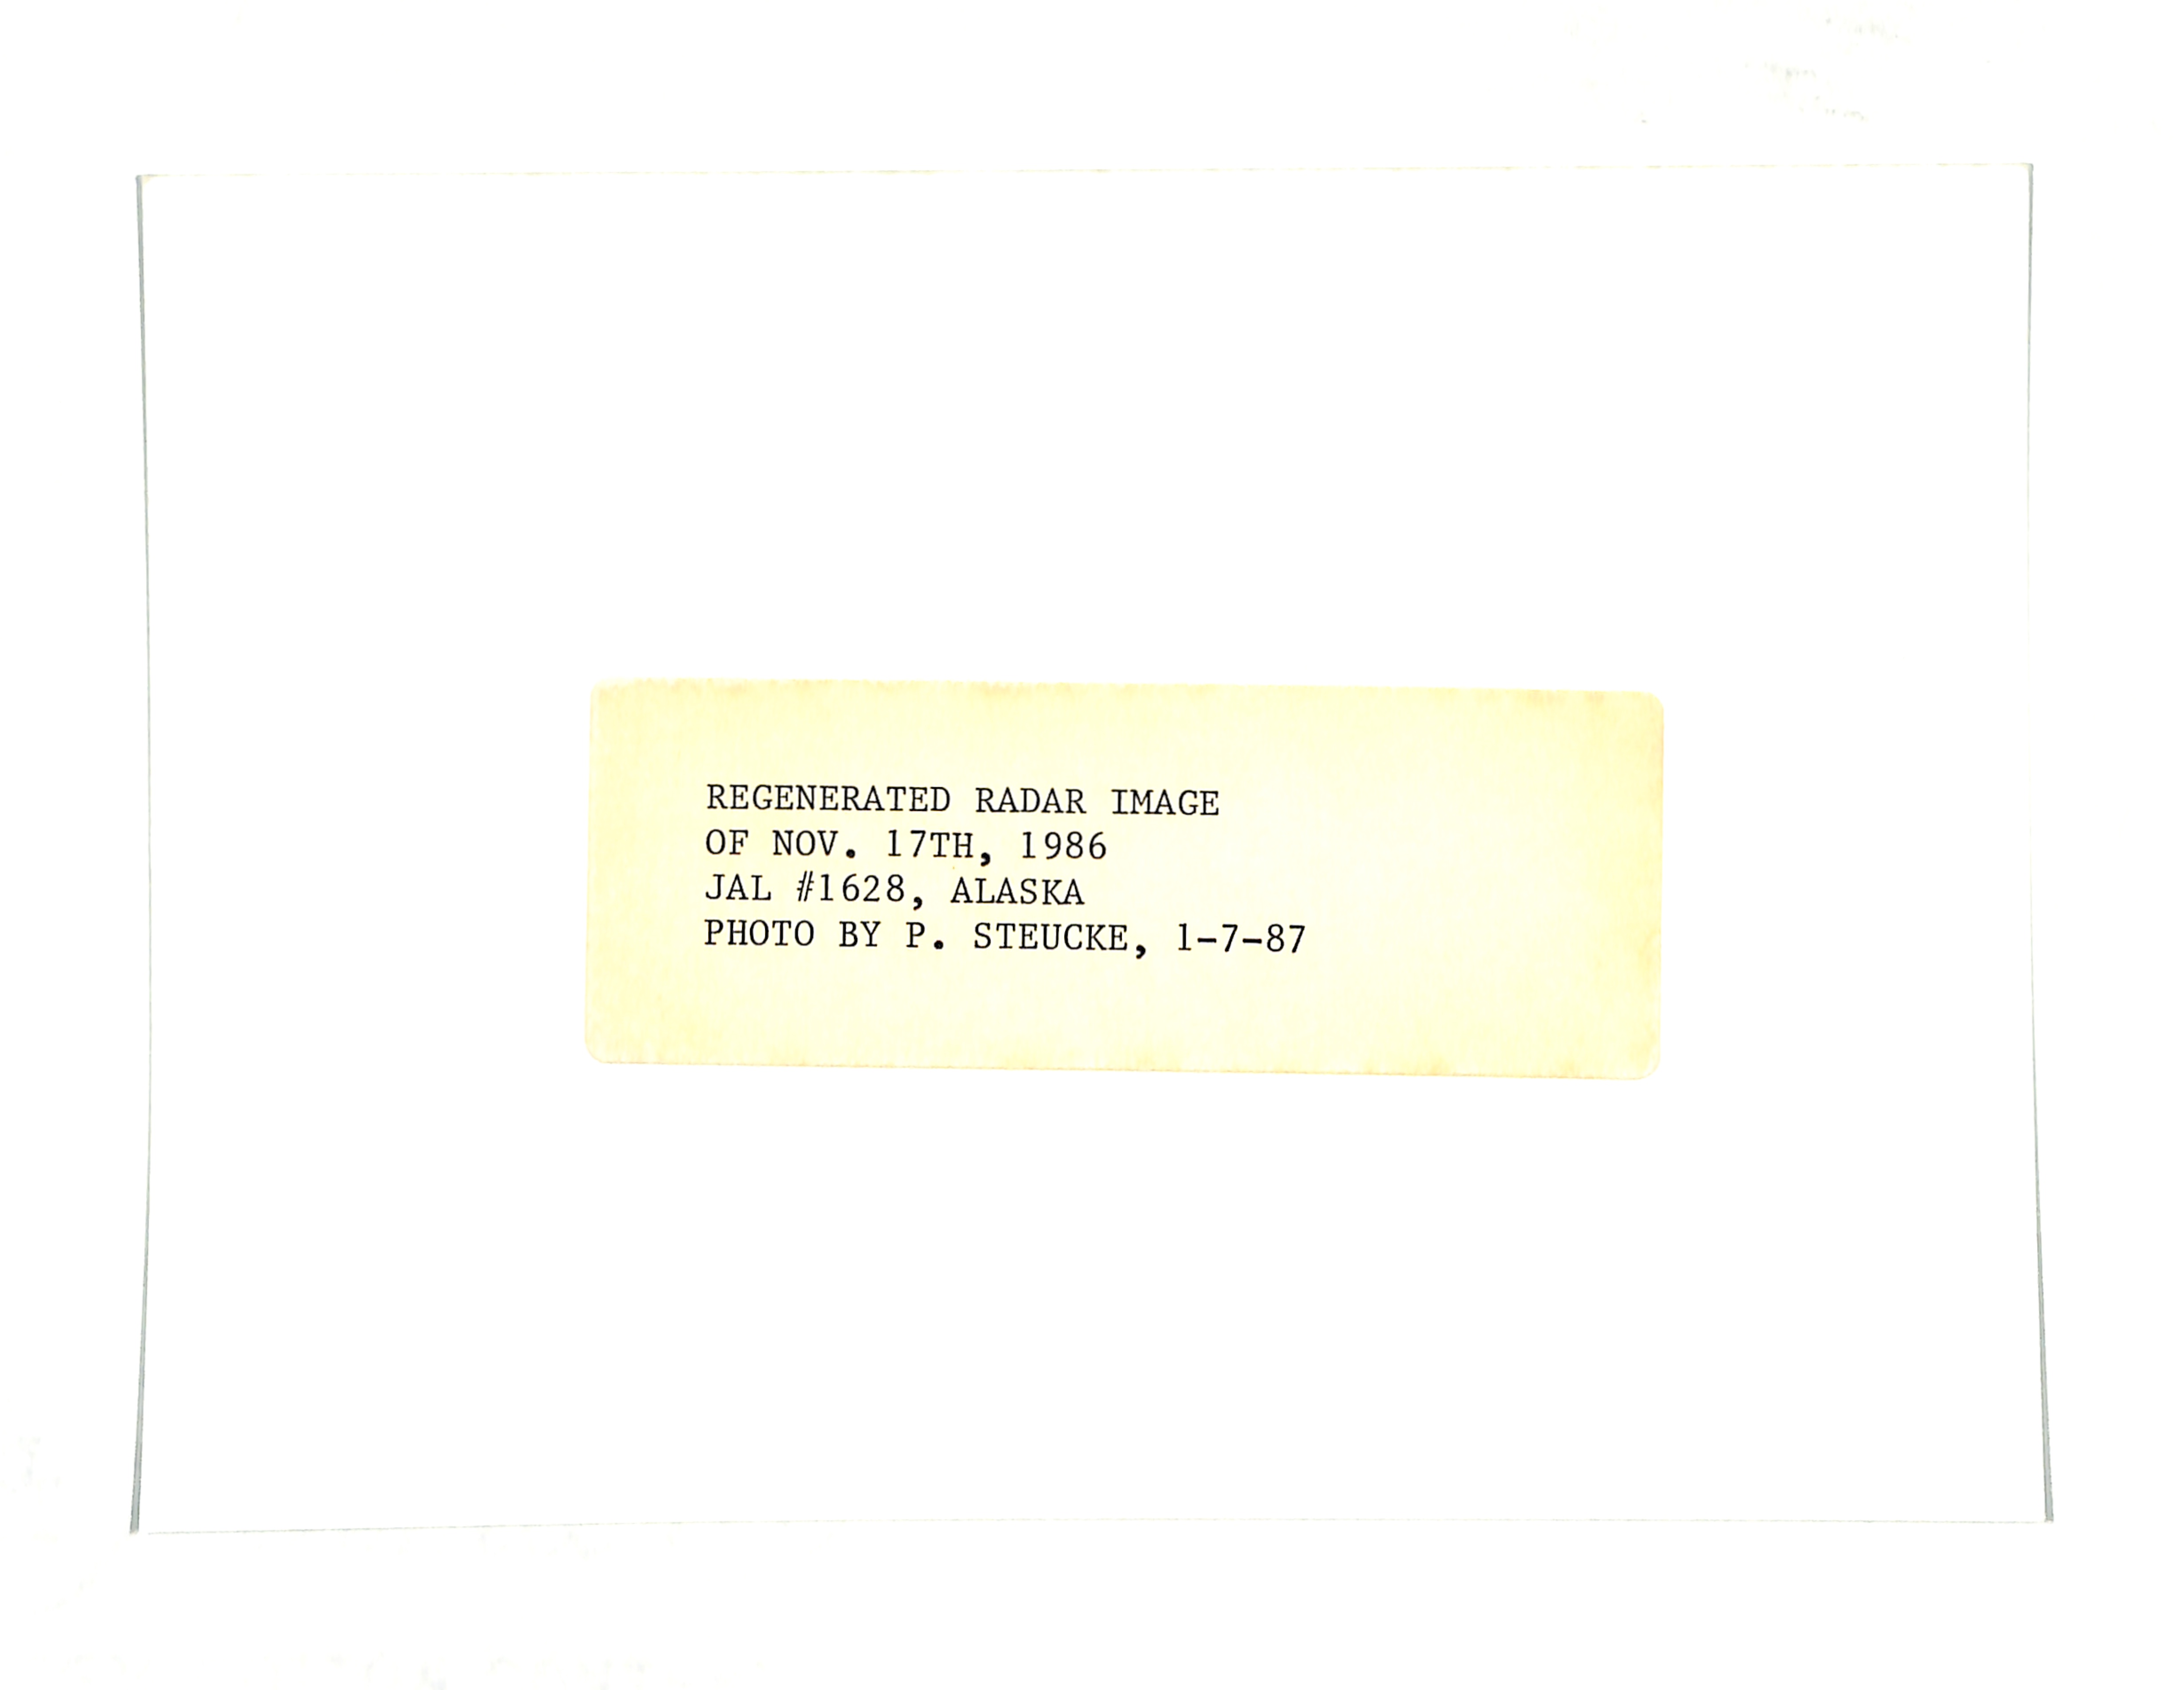 REGENERATED RADAR IMAGE
OF NOV. 17TH, 1986
JAL #1628, ALASKA
PHOTO BY P. STEUCKE, 1-7-87